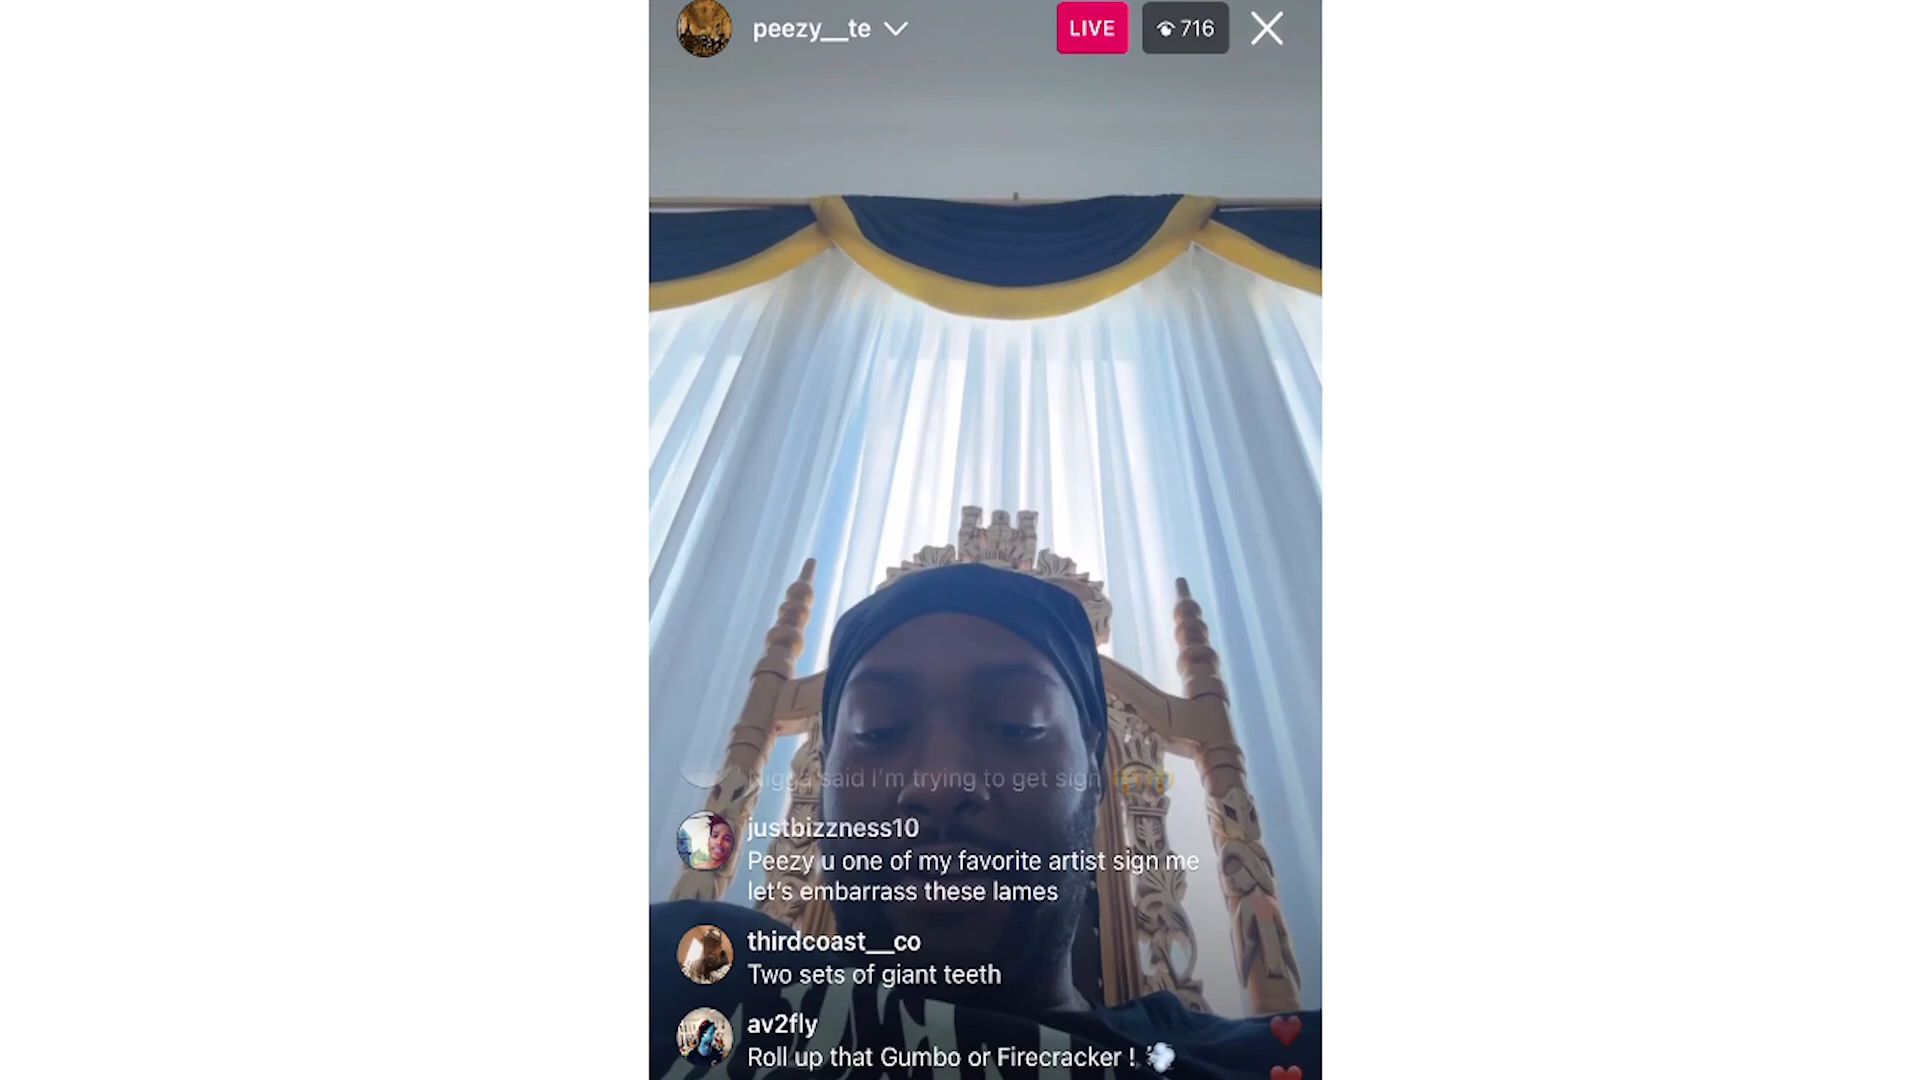 peezy__te
LIVE
716
Nigga said I'm trying to get sign
justbizzness10
Peezy u one of my favorite artist sign me
let's embarrass these lames
thirdcoast__co
Two sets of giant teeth
av2fly
Roll up that Gumbo or Firecracker !